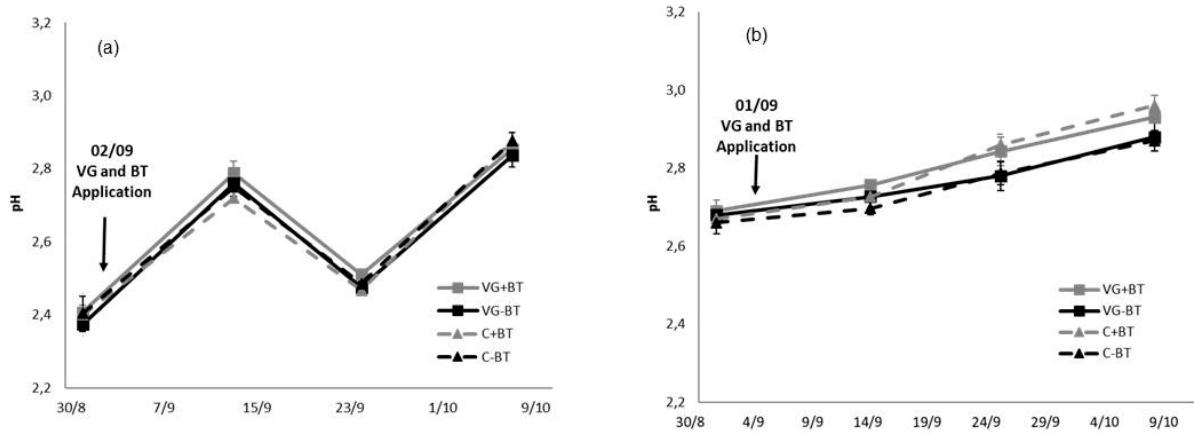 (a)
3,2
3,0
2,8
2,6
2,4
2,2
pH
02/09
VG and BT
Application
VG+BT
VG-BT
C+BT
C-BT
30/8 7/9 15/9 23/9 1/10 9/10
(b)
3,2
3,0
2,8
2,6
2,4
2,2
pH
01/09
VG and BT
Application
VG+BT
VG-BT
C+BT
C-BT
30/8 4/9 9/9 14/9 19/9 24/9 29/9 4/10 9/10